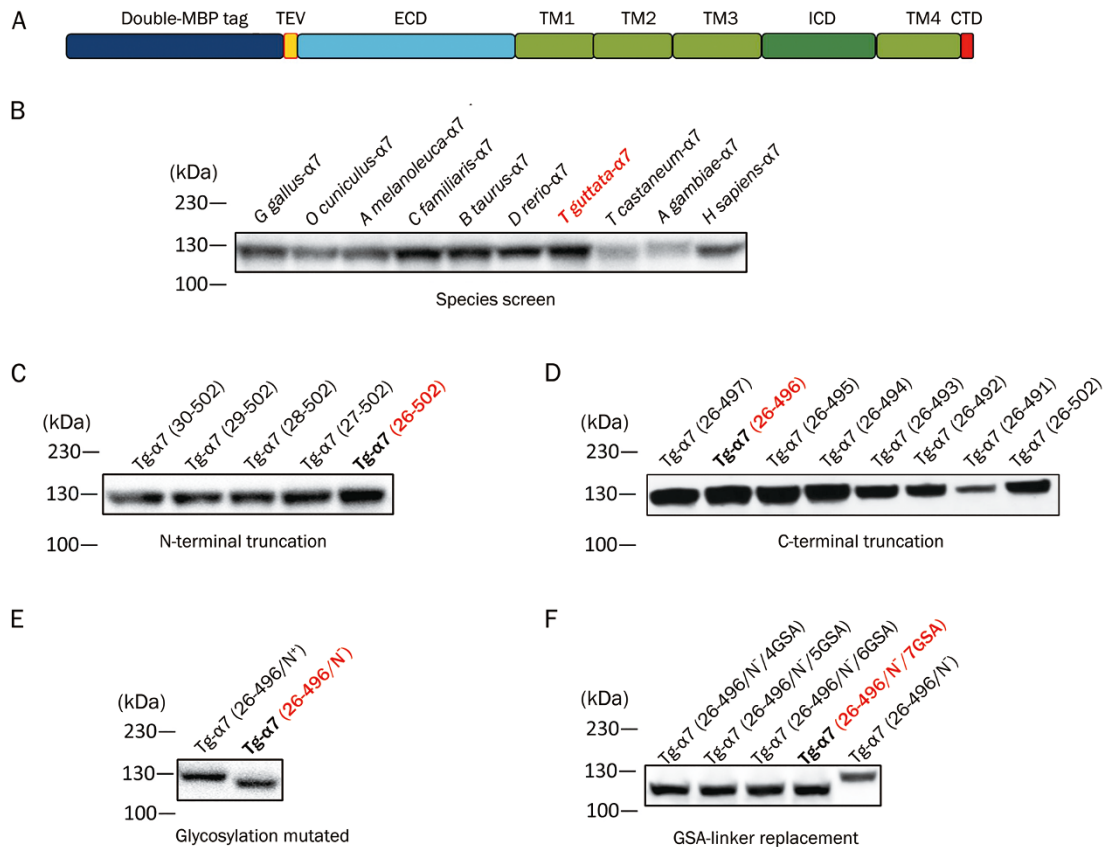 A
Double-MBP tag TEV ECD TM1 TM2 TM3 ICD TM4 CTD
B
(kDa)
230
130
100
G gallus-α7
O cuniculus-α7
A melanoleuca-α7
C familiaris-α7
B taurus-α7
D rerio-α7
T guttata-α7
T castaneum-α7
A gambiae-α7
H sapiens-α7
Species screen
C
(kDa)
230
130
100
Tg-α7 (30-502)
Tg-α7 (29-502)
Tg-α7 (28-502)
Tg-α7 (27-502)
Tg-α7 (26-502)
N-terminal truncation
D
(kDa)
230
130
100
Tg-α7 (26-497)
Tg-α7 (26-496)
Tg-α7 (26-495)
Tg-α7 (26-494)
Tg-α7 (26-493)
Tg-α7 (26-492)
Tg-α7 (26-491)
Tg-α7 (26-502)
C-terminal truncation
E
(kDa)
230
130
100
Tg-α7 (26-496/N⁺)
Tg-α7 (26-496/N⁻)
Glycosylation mutated
F
(kDa)
230
130
100
Tg-α7 (26-496/N⁻/4GSA)
Tg-α7 (26-496/N⁻/5GSA)
Tg-α7 (26-496/N⁻/6GSA)
Tg-α7 (26-496/N⁻/7GSA)
Tg-α7 (26-496/N⁻)
GSA-linker replacement